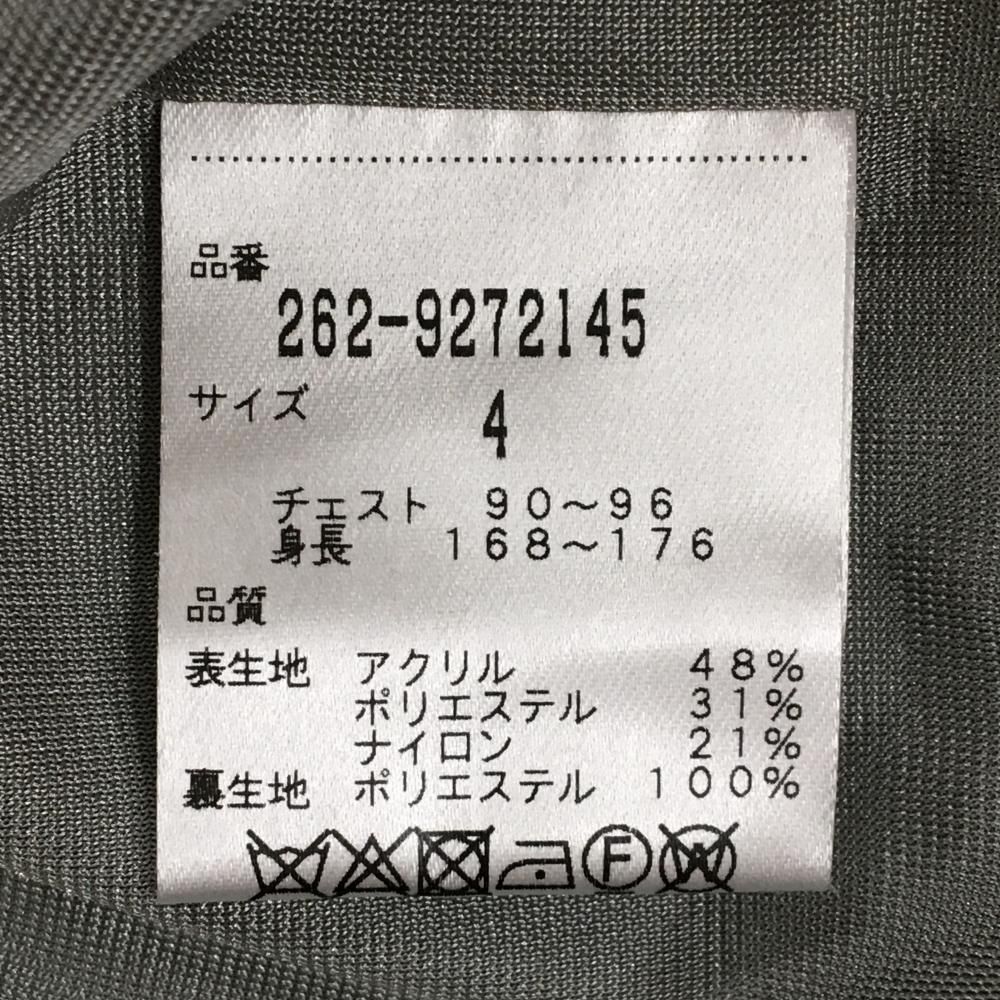 品番
262-9272145
サイズ
4
チェスト 90～96
身長 168～176
品質
表生地 アクリル 48%
ポリエステル 31%
ナイロン 21%
裏生地 ポリエステル 100%
F W